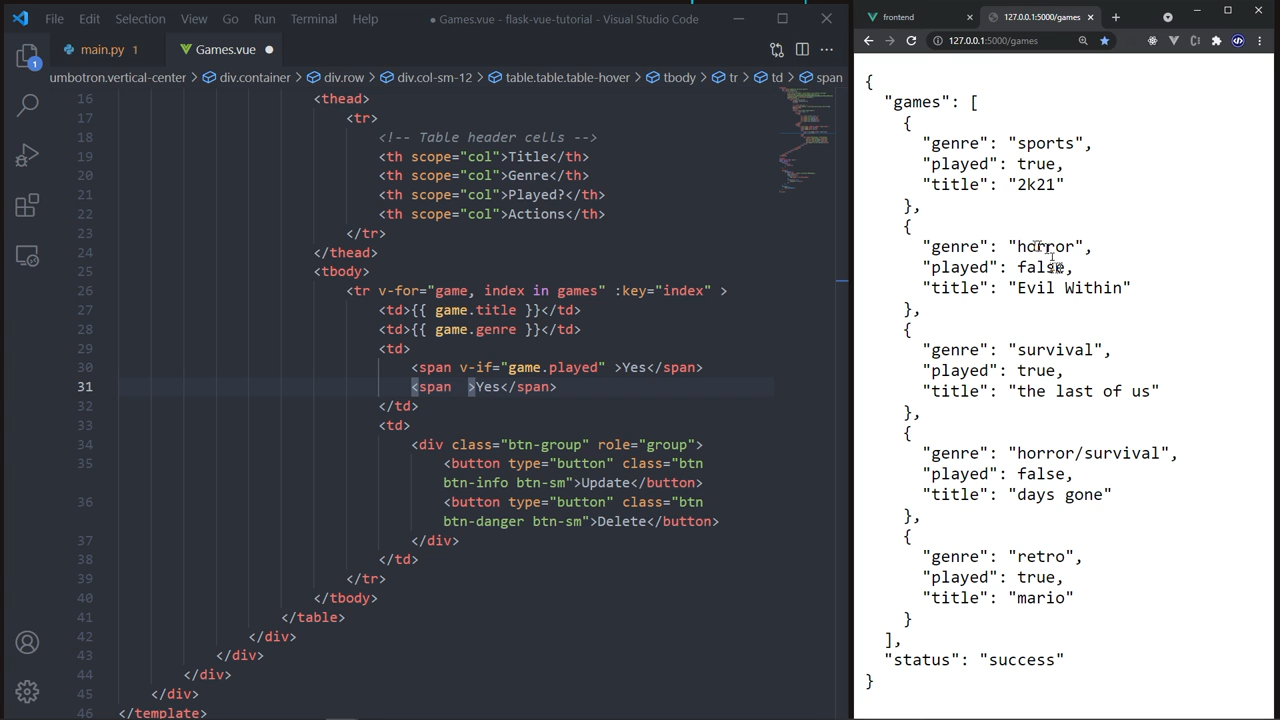 File Edit Selection View Go Run Terminal Help
● Games.vue - flask-vue-tutorial - Visual Studio Code
1
main.py 1
Games.vue
umbotron.vertical-center > div.container > div.row > div.col-sm-12 > table.table.table-hover > tbody > tr > td > span
16 <thead>
17 <tr>
18 <!-- Table header cells -->
19 <th scope="col">Title</th>
20 <th scope="col">Genre</th>
21 <th scope="col">Played?</th>
22 <th scope="col">Actions</th>
23 </tr>
24 </thead>
25 <tbody>
26 <tr v-for="game, index in games" :key="index" >
27 <td>{{ game.title }}</td>
28 <td>{{ game.genre }}</td>
29 <td>
30 <span v-if="game.played" >Yes</span>
31 <span  >Yes</span>
32 </td>
33 <td>
34 <div class="btn-group" role="group">
35 <button type="button" class="btn
btn-info btn-sm">Update</button>
36 <button type="button" class="btn
btn-danger btn-sm">Delete</button>
37 </div>
38 </td>
39 </tr>
40 </tbody>
41 </table>
42 </div>
43 </div>
44 </div>
45 </div>
46 </template>
frontend
127.0.0.1:5000/games
127.0.0.1:5000/games
{
"games": [
{
"genre": "sports",
"played": true,
"title": "2k21"
},
{
"genre": "horror",
"played": false,
"title": "Evil Within"
},
{
"genre": "survival",
"played": true,
"title": "the last of us"
},
{
"genre": "horror/survival",
"played": false,
"title": "days gone"
},
{
"genre": "retro",
"played": true,
"title": "mario"
}
],
"status": "success"
}